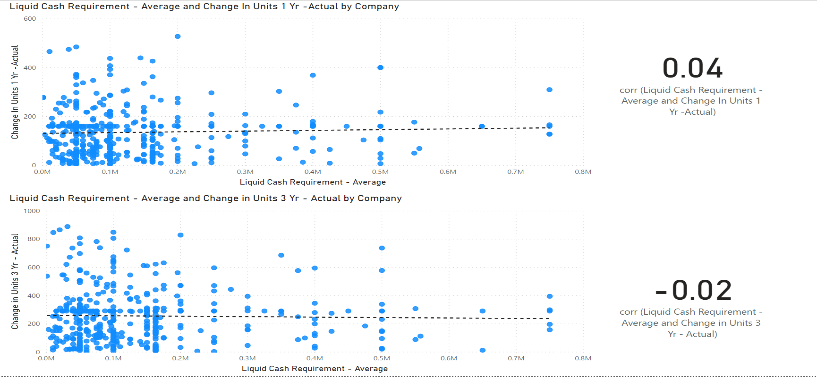 Liquid Cash Requirement - Average and Change In Units 1 Yr -Actual by Company
600
400
200
0
Change In Units 1 Yr -Actual
0.0M 0.1M 0.2M 0.3M 0.4M 0.5M 0.6M 0.7M 0.8M
Liquid Cash Requirement - Average
0.04
corr (Liquid Cash Requirement -
Average and Change In Units 1
Yr -Actual)
Liquid Cash Requirement - Average and Change in Units 3 Yr - Actual by Company
1000
800
600
400
200
0
Change in Units 3 Yr - Actual
0.0M 0.1M 0.2M 0.3M 0.4M 0.5M 0.6M 0.7M 0.8M
Liquid Cash Requirement - Average
-0.02
corr (Liquid Cash Requirement -
Average and Change in Units 3
Yr - Actual)